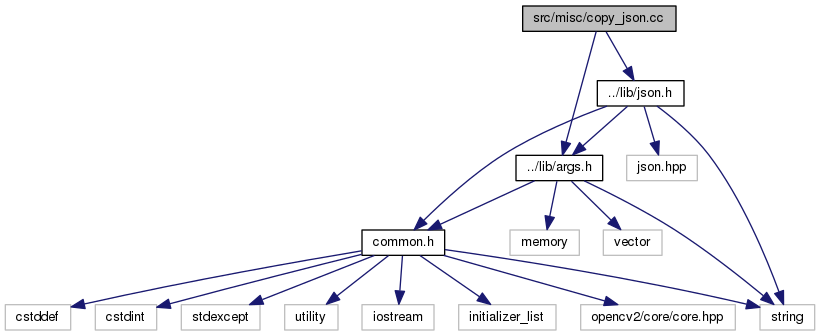 src/misc/copy_json.cc
../lib/json.h
../lib/args.h
json.hpp
common.h
memory
vector
cstddef
cstdint
stdexcept
utility
iostream
initializer_list
opencv2/core/core.hpp
string